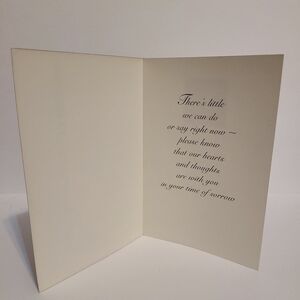 There's little
we can do
or say right now —
please know
that our hearts
and thoughts
are with you
in your time of sorrow